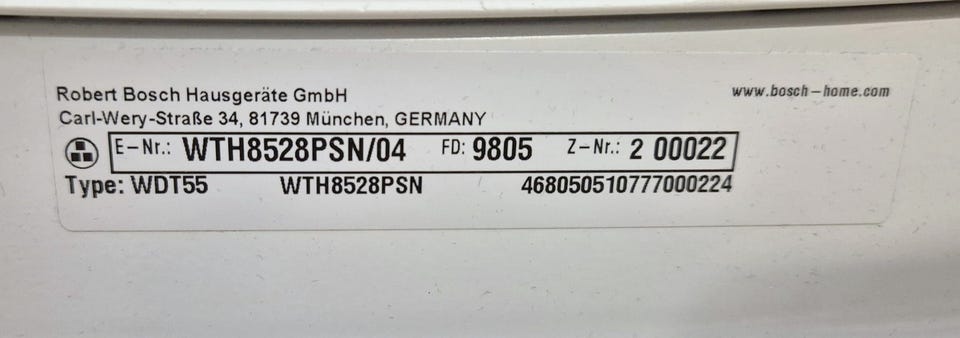 Robert Bosch Hausgeräte GmbH
www.bosch-home.com
Carl-Wery-Straße 34, 81739 München, GERMANY
E-Nr.: WTH8528PSN/04 FD: 9805 Z-Nr.: 2 00022
Type: WDT55 WTH8528PSN 468050510777000224